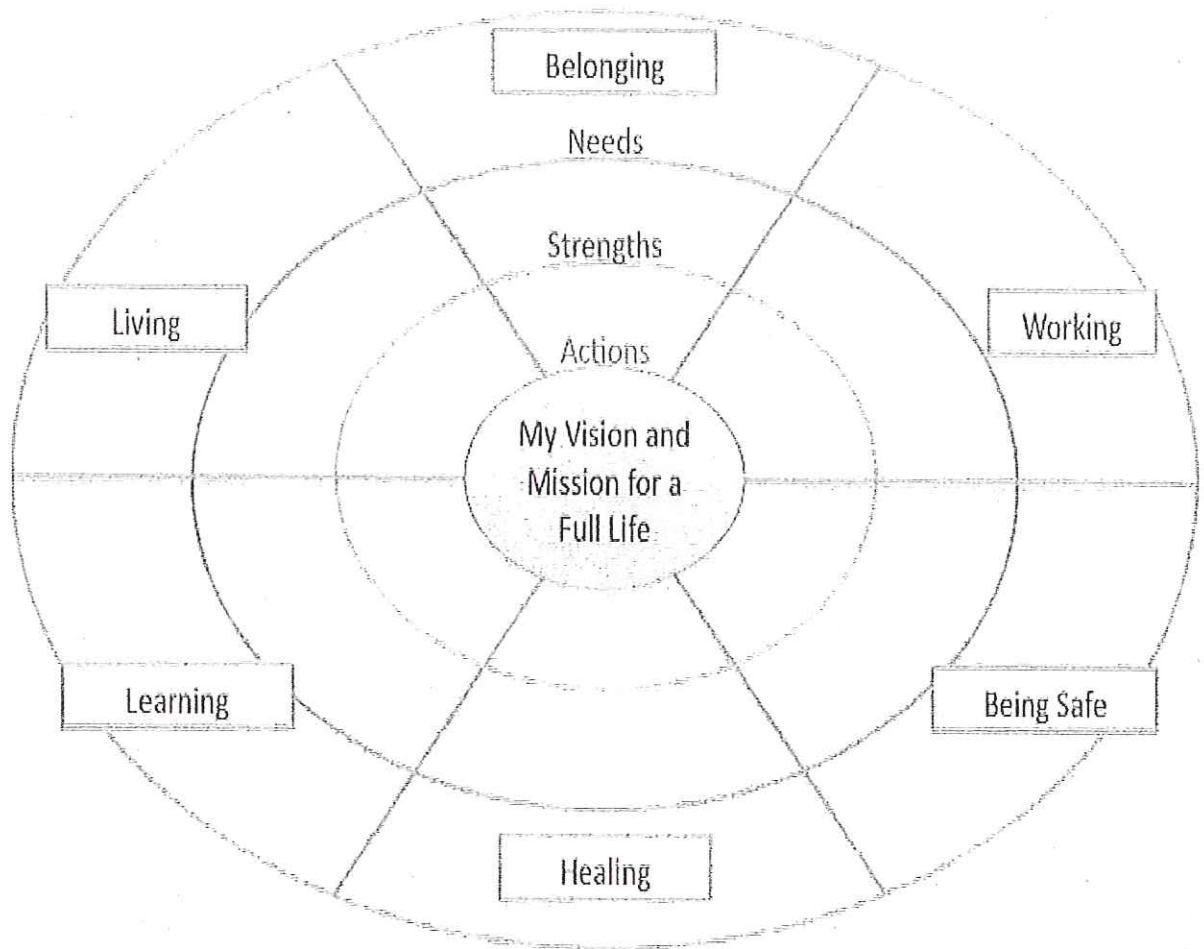 Belonging
Needs
Strengths
Living
Working
Actions
My Vision and
Mission for a
Full Life
Learning
Being Safe
Healing